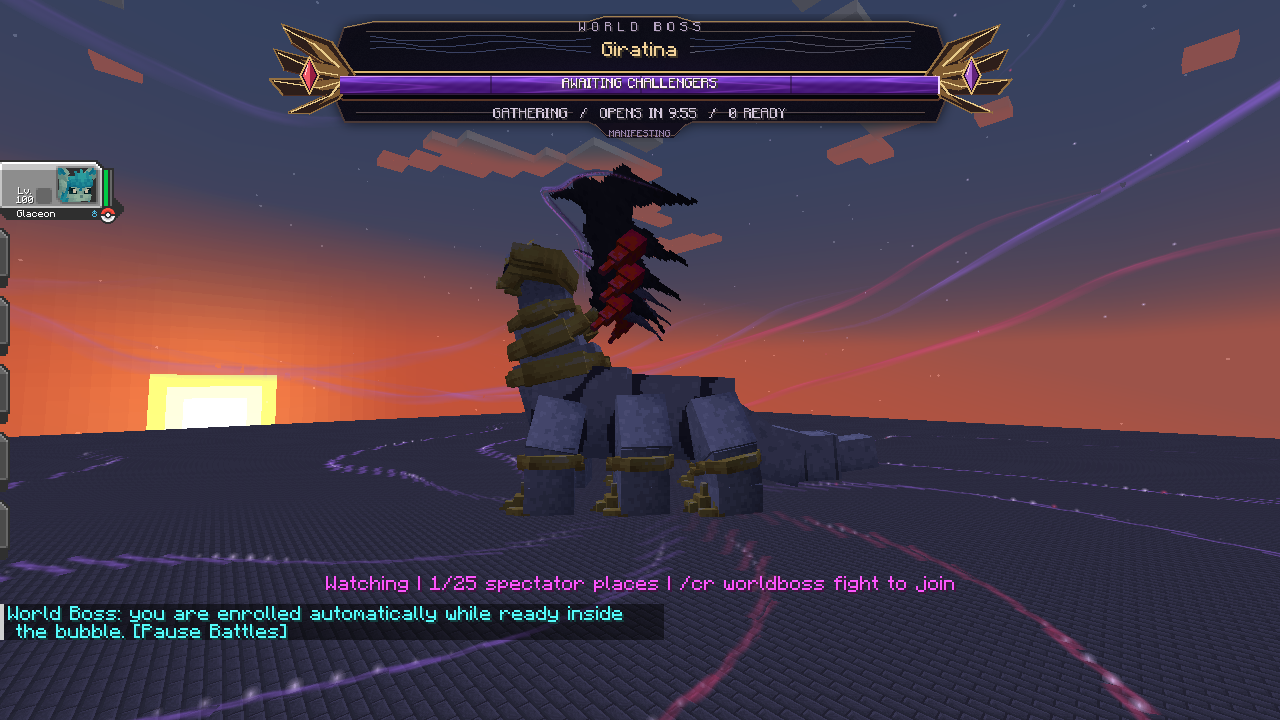 WORLD BOSS
Giratina
AWAITING CHALLENGERS
GATHERING / OPENS IN 9:55 / 0 READY
MANIFESTING
Lv.
100
Glaceon
Watching | 1/25 spectator places | /cr worldboss fight to join
World Boss: you are enrolled automatically while ready inside
the bubble. [Pause Battles]